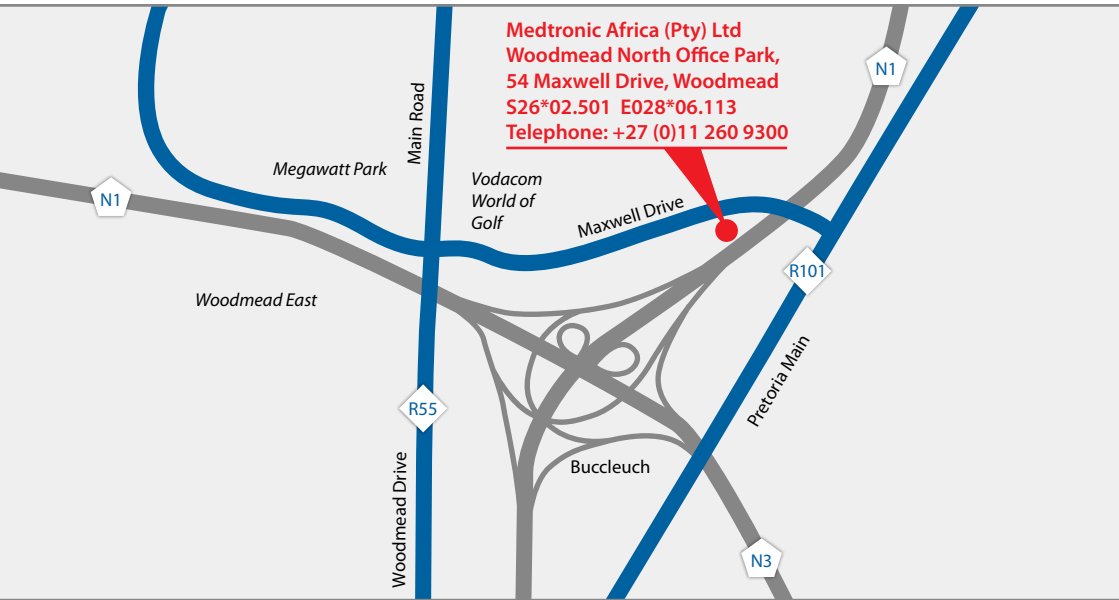 Medtronic Africa (Pty) Ltd
Woodmead North Office Park,
54 Maxwell Drive, Woodmead
S26*02.501 E028*06.113
Telephone: +27 (0)11 260 9300
N1
Main Road
Megawatt Park
Vodacom
World of
Golf
N1
Maxwell Drive
R101
Woodmead East
Pretoria Main
R55
Buccleuch
Woodmead Drive
N3